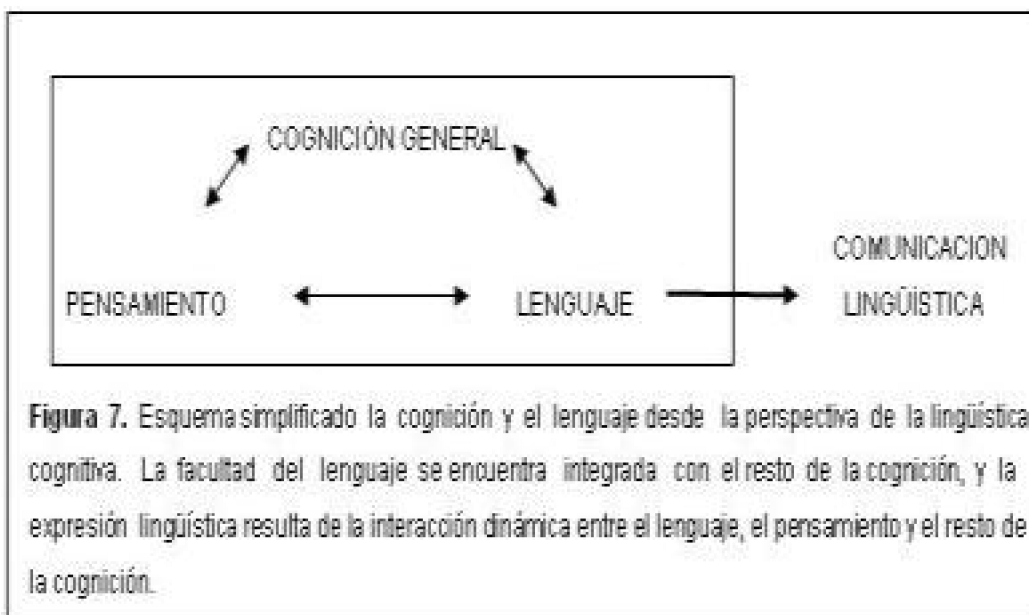 COGNICIÓN GENERAL
COMUNICACION
PENSAMIENTO LENGUAJE LINGÜÍSTICA
Figura 7. Esquema simplificado la cognición y el lenguaje desde la perspectiva de la lingüística
cognitiva. La facultad del lenguaje se encuentra integrada con el resto de la cognición, y la
expresión lingüística resulta de la interacción dinámica entre el lenguaje, el pensamiento y el resto de
la cognición.